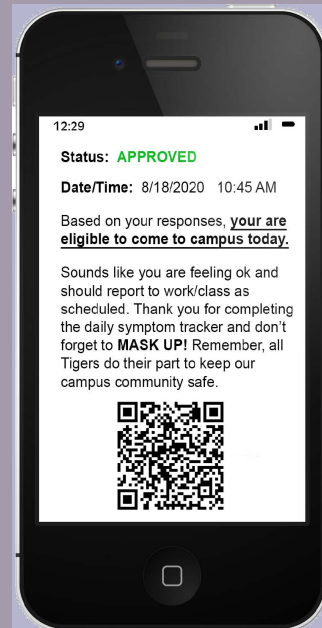 12:29
Status: APPROVED
Date/Time: 8/18/2020 10:45 AM
Based on your responses, your are
eligible to come to campus today.
Sounds like you are feeling ok and
should report to work/class as
scheduled. Thank you for completing
the daily symptom tracker and don't
forget to MASK UP! Remember, all
Tigers do their part to keep our
campus community safe.